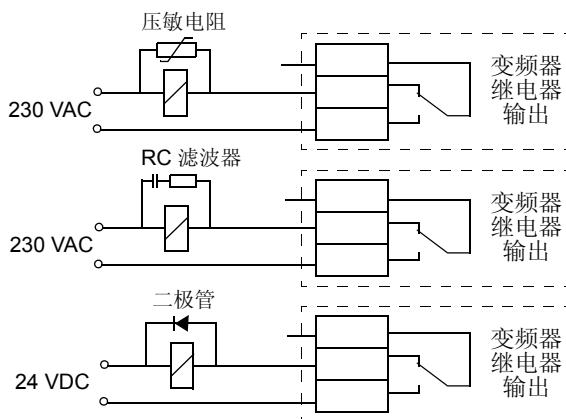 压敏电阻
230 VAC
变频器
继电器
输出
RC 滤波器
230 VAC
变频器
继电器
输出
二极管
24 VDC
变频器
继电器
输出